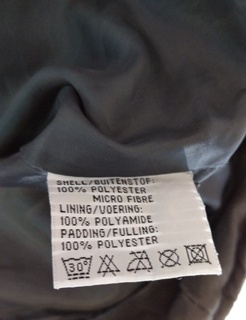 SHELL/BUITENSTOF:
100% POLYESTER
MICRO FIBRE
LINING/VOERING:
100% POLYAMIDE
PADDING/FULLING:
100% POLYESTER
30°